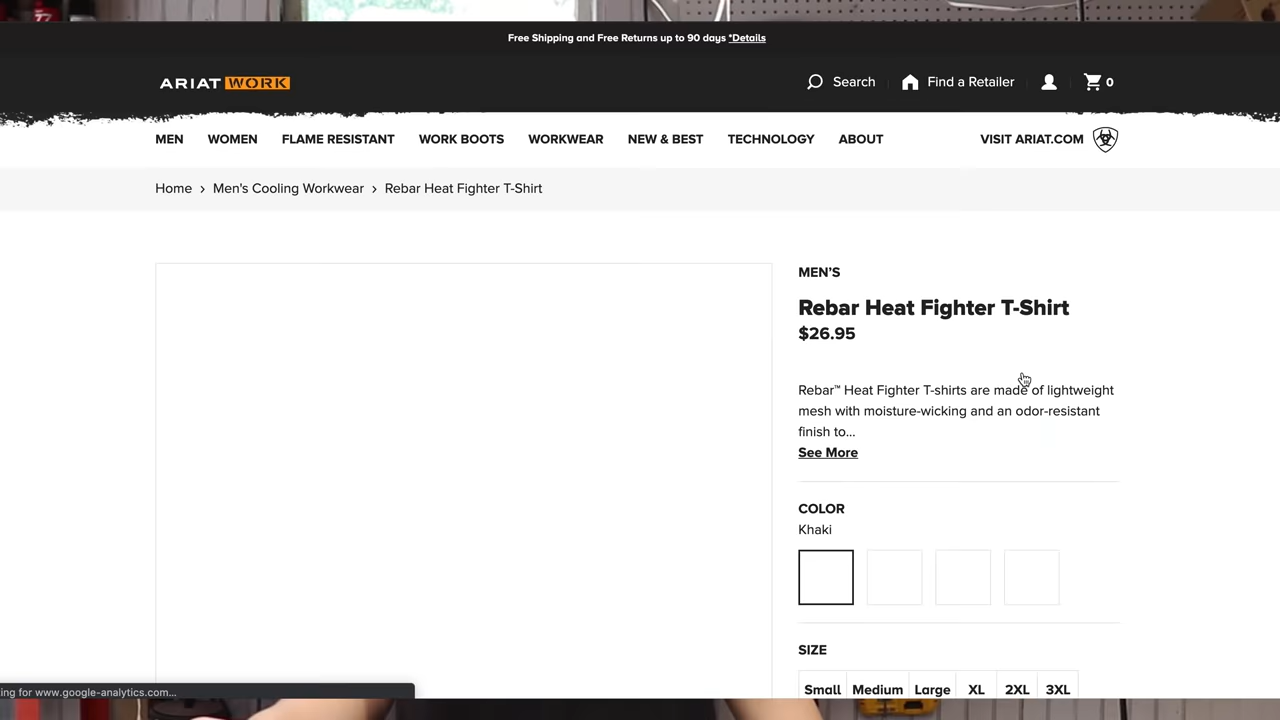 Free Shipping and Free Returns up to 90 days *Details
ARIAT WORK
Search
Find a Retailer
0
MEN
WOMEN
FLAME RESISTANT
WORK BOOTS
WORKWEAR
NEW & BEST
TECHNOLOGY
ABOUT
VISIT ARIAT.COM
Home > Men's Cooling Workwear > Rebar Heat Fighter T-Shirt
MEN'S
Rebar Heat Fighter T-Shirt
$26.95
Rebar™ Heat Fighter T-shirts are made of lightweight
mesh with moisture-wicking and an odor-resistant
finish to...
See More
COLOR
Khaki
SIZE
Small
Medium
Large
XL
2XL
3XL
ing for www.google-analytics.com...